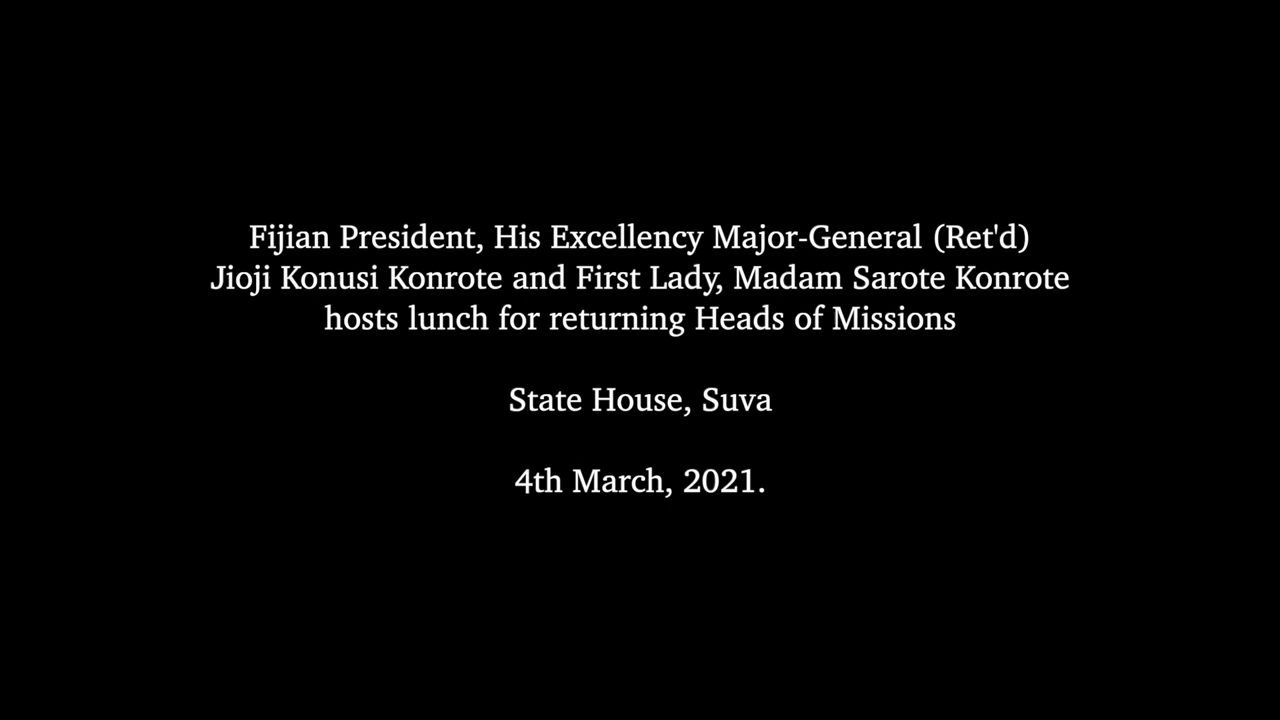 Fijian President, His Excellency Major-General (Ret'd)
Jioji Konusi Konrote and First Lady, Madam Sarote Konrote
hosts lunch for returning Heads of Missions
State House, Suva
4th March, 2021.